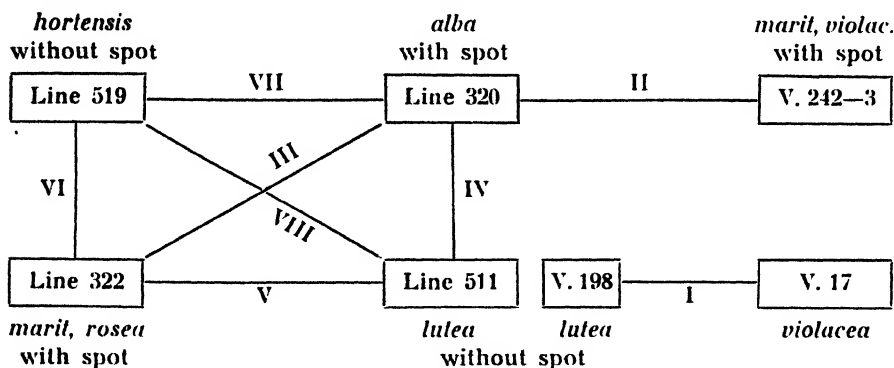 hortensis alba marit, violac.
without spot with spot with spot
VII II
Line 519 Line 320 V. 242—3
III
VI IV
VIII
Line 322 Line 511 V. 198 V. 17
V I
marit, rosea lutea lutea violacea
with spot without spot